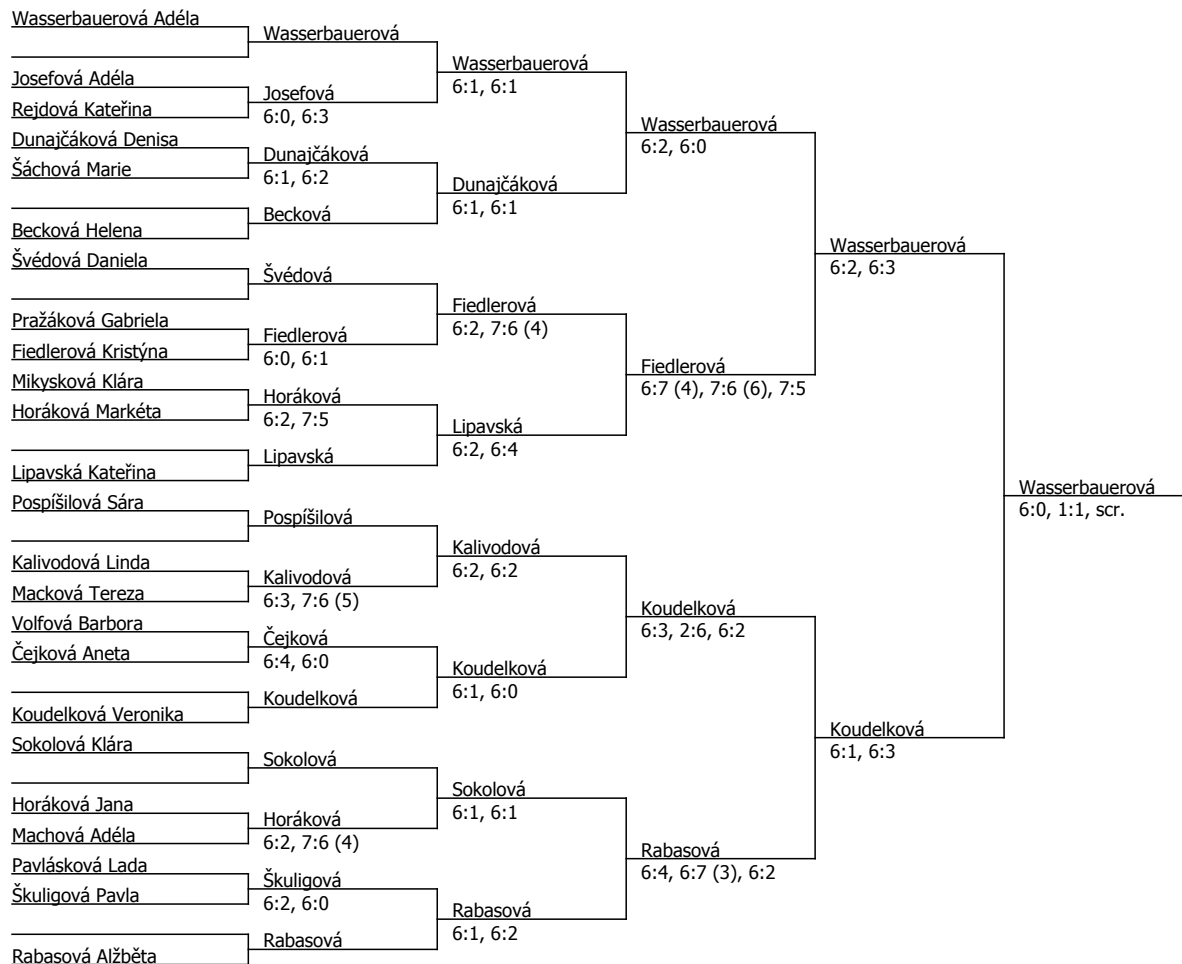 Wasserbauerová Adéla
Josefová Adéla
Rejdová Kateřina
Dunajčáková Denisa
Šáchová Marie
Becková Helena
Švédová Daniela
Pražáková Gabriela
Fiedlerová Kristýna
Mikysková Klára
Horáková Markéta
Lipavská Kateřina
Pospíšilová Sára
Kalivodová Linda
Macková Tereza
Volfová Barbora
Čejková Aneta
Koudelková Veronika
Sokolová Klára
Horáková Jana
Machová Adéla
Pavlásková Lada
Škuligová Pavla
Rabasová Alžběta
Wasserbauerová
Josefová
6:0, 6:3
Dunajčáková
6:1, 6:2
Becková
Švédová
Fiedlerová
6:0, 6:1
Horáková
6:2, 7:5
Lipavská
Pospíšilová
Kalivodová
6:3, 7:6 (5)
Čejková
6:4, 6:0
Koudelková
Sokolová
Horáková
6:2, 7:6 (4)
Škuligová
6:2, 6:0
Rabasová
Wasserbauerová
6:1, 6:1
Dunajčáková
6:1, 6:1
Fiedlerová
6:2, 7:6 (4)
Lipavská
6:2, 6:4
Kalivodová
6:2, 6:2
Koudelková
6:1, 6:0
Sokolová
6:1, 6:1
Rabasová
6:1, 6:2
Wasserbauerová
6:2, 6:0
Fiedlerová
6:7 (4), 7:6 (6), 7:5
Koudelková
6:3, 2:6, 6:2
Rabasová
6:4, 6:7 (3), 6:2
Wasserbauerová
6:2, 6:3
Koudelková
6:1, 6:3
Wasserbauerová
6:0, 1:1, scr.